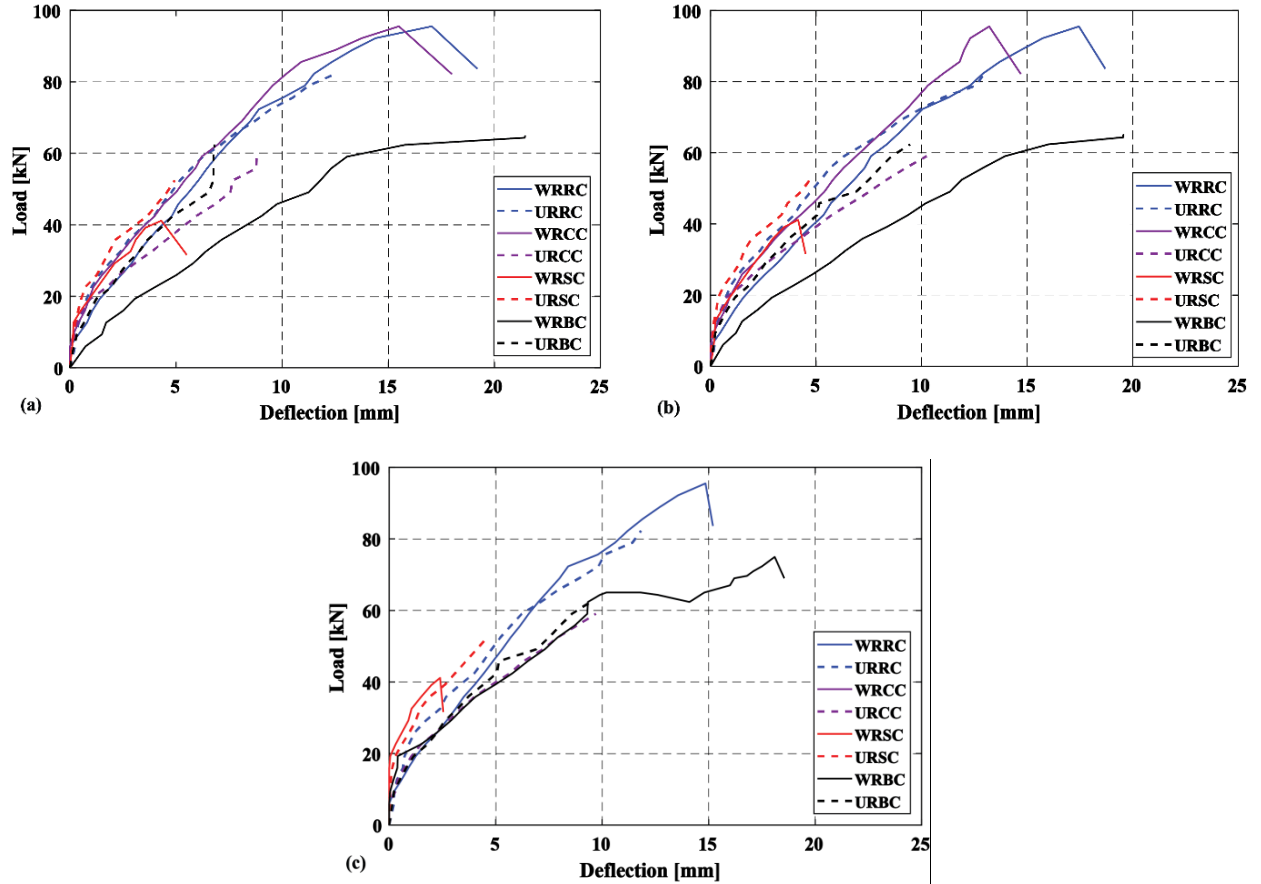 100
80
60
40
20
0
Load [kN]
0 5 10 15 20 25
Deflection [mm]
(a)
WRRC
URRC
WRCC
URCC
WRSC
URSC
WRBC
URBC
100
80
60
40
20
0
Load [kN]
0 5 10 15 20 25
Deflection [mm]
(b)
WRRC
URRC
WRCC
URCC
WRSC
URSC
WRBC
URBC
100
80
60
40
20
0
Load [kN]
0 5 10 15 20 25
Deflection [mm]
(c)
WRRC
URRC
WRCC
URCC
WRSC
URSC
WRBC
URBC